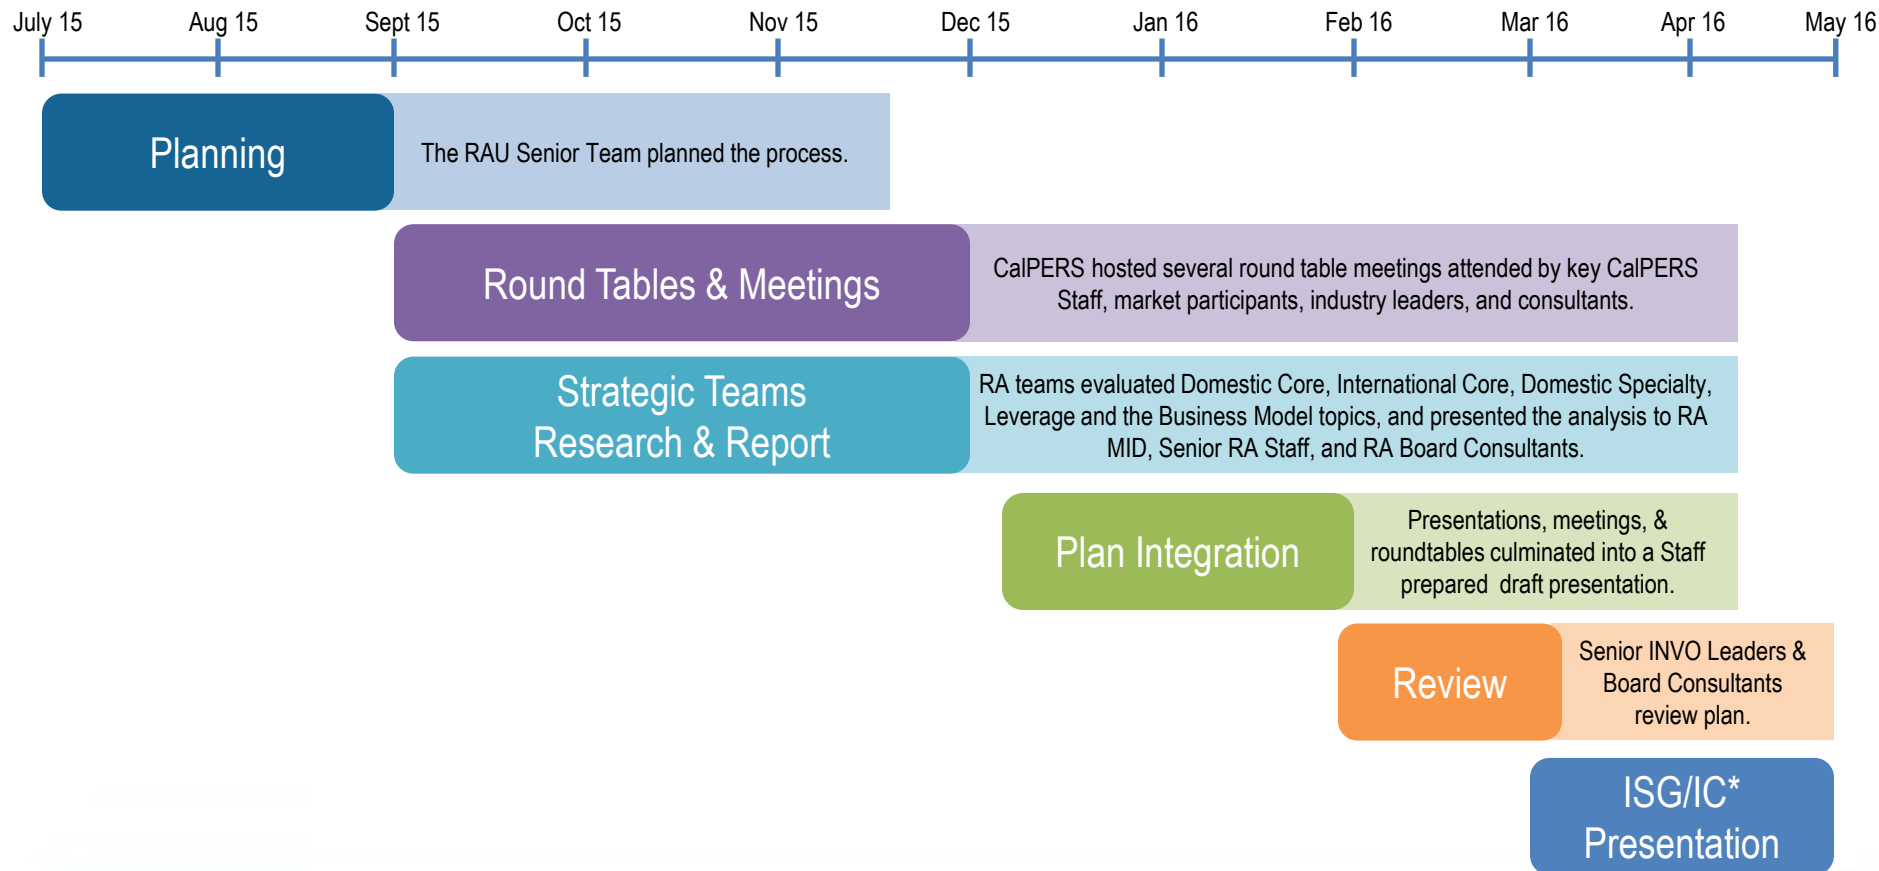 July 15 Aug 15 Sept 15 Oct 15 Nov 15 Dec 15 Jan 16 Feb 16 Mar 16 Apr 16 May 16
Planning
The RAU Senior Team planned the process.
Round Tables & Meetings
CalPERS hosted several round table meetings attended by key CalPERS
Staff, market participants, industry leaders, and consultants.
Strategic Teams
Research & Report
RA teams evaluated Domestic Core, International Core, Domestic Specialty,
Leverage and the Business Model topics, and presented the analysis to RA
MID, Senior RA Staff, and RA Board Consultants.
Plan Integration
Presentations, meetings, &
roundtables culminated into a Staff
prepared draft presentation.
Review
Senior INVO Leaders &
Board Consultants
review plan.
ISG/IC*
Presentation